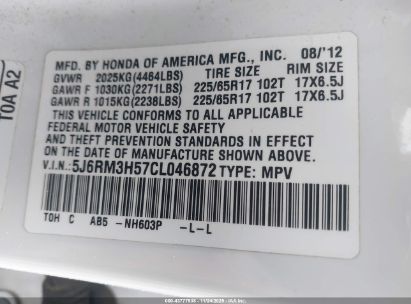 MFD. BY HONDA OF AMERICA MFG., INC. 08/'12
GVWR 2025KG(4464LBS) TIRE SIZE RIM SIZE
GAWR F 1030KG(2271LBS) 225/65R17 102T 17X6.5J
GAWR R 1015KG(2238LBS) 225/65R17 102T 17X6.5J
THIS VEHICLE CONFORMS TO ALL APPLICABLE
FEDERAL MOTOR VEHICLE SAFETY
AND THEFT PREVENTION STANDARDS IN EFFECT ON
THE DATE OF MANUFACTURE SHOWN ABOVE.
V.I.N: 5J6RM3H57CL046872 TYPE: MPV
TOH C AB5 -NH603P -L-L
TOA A2